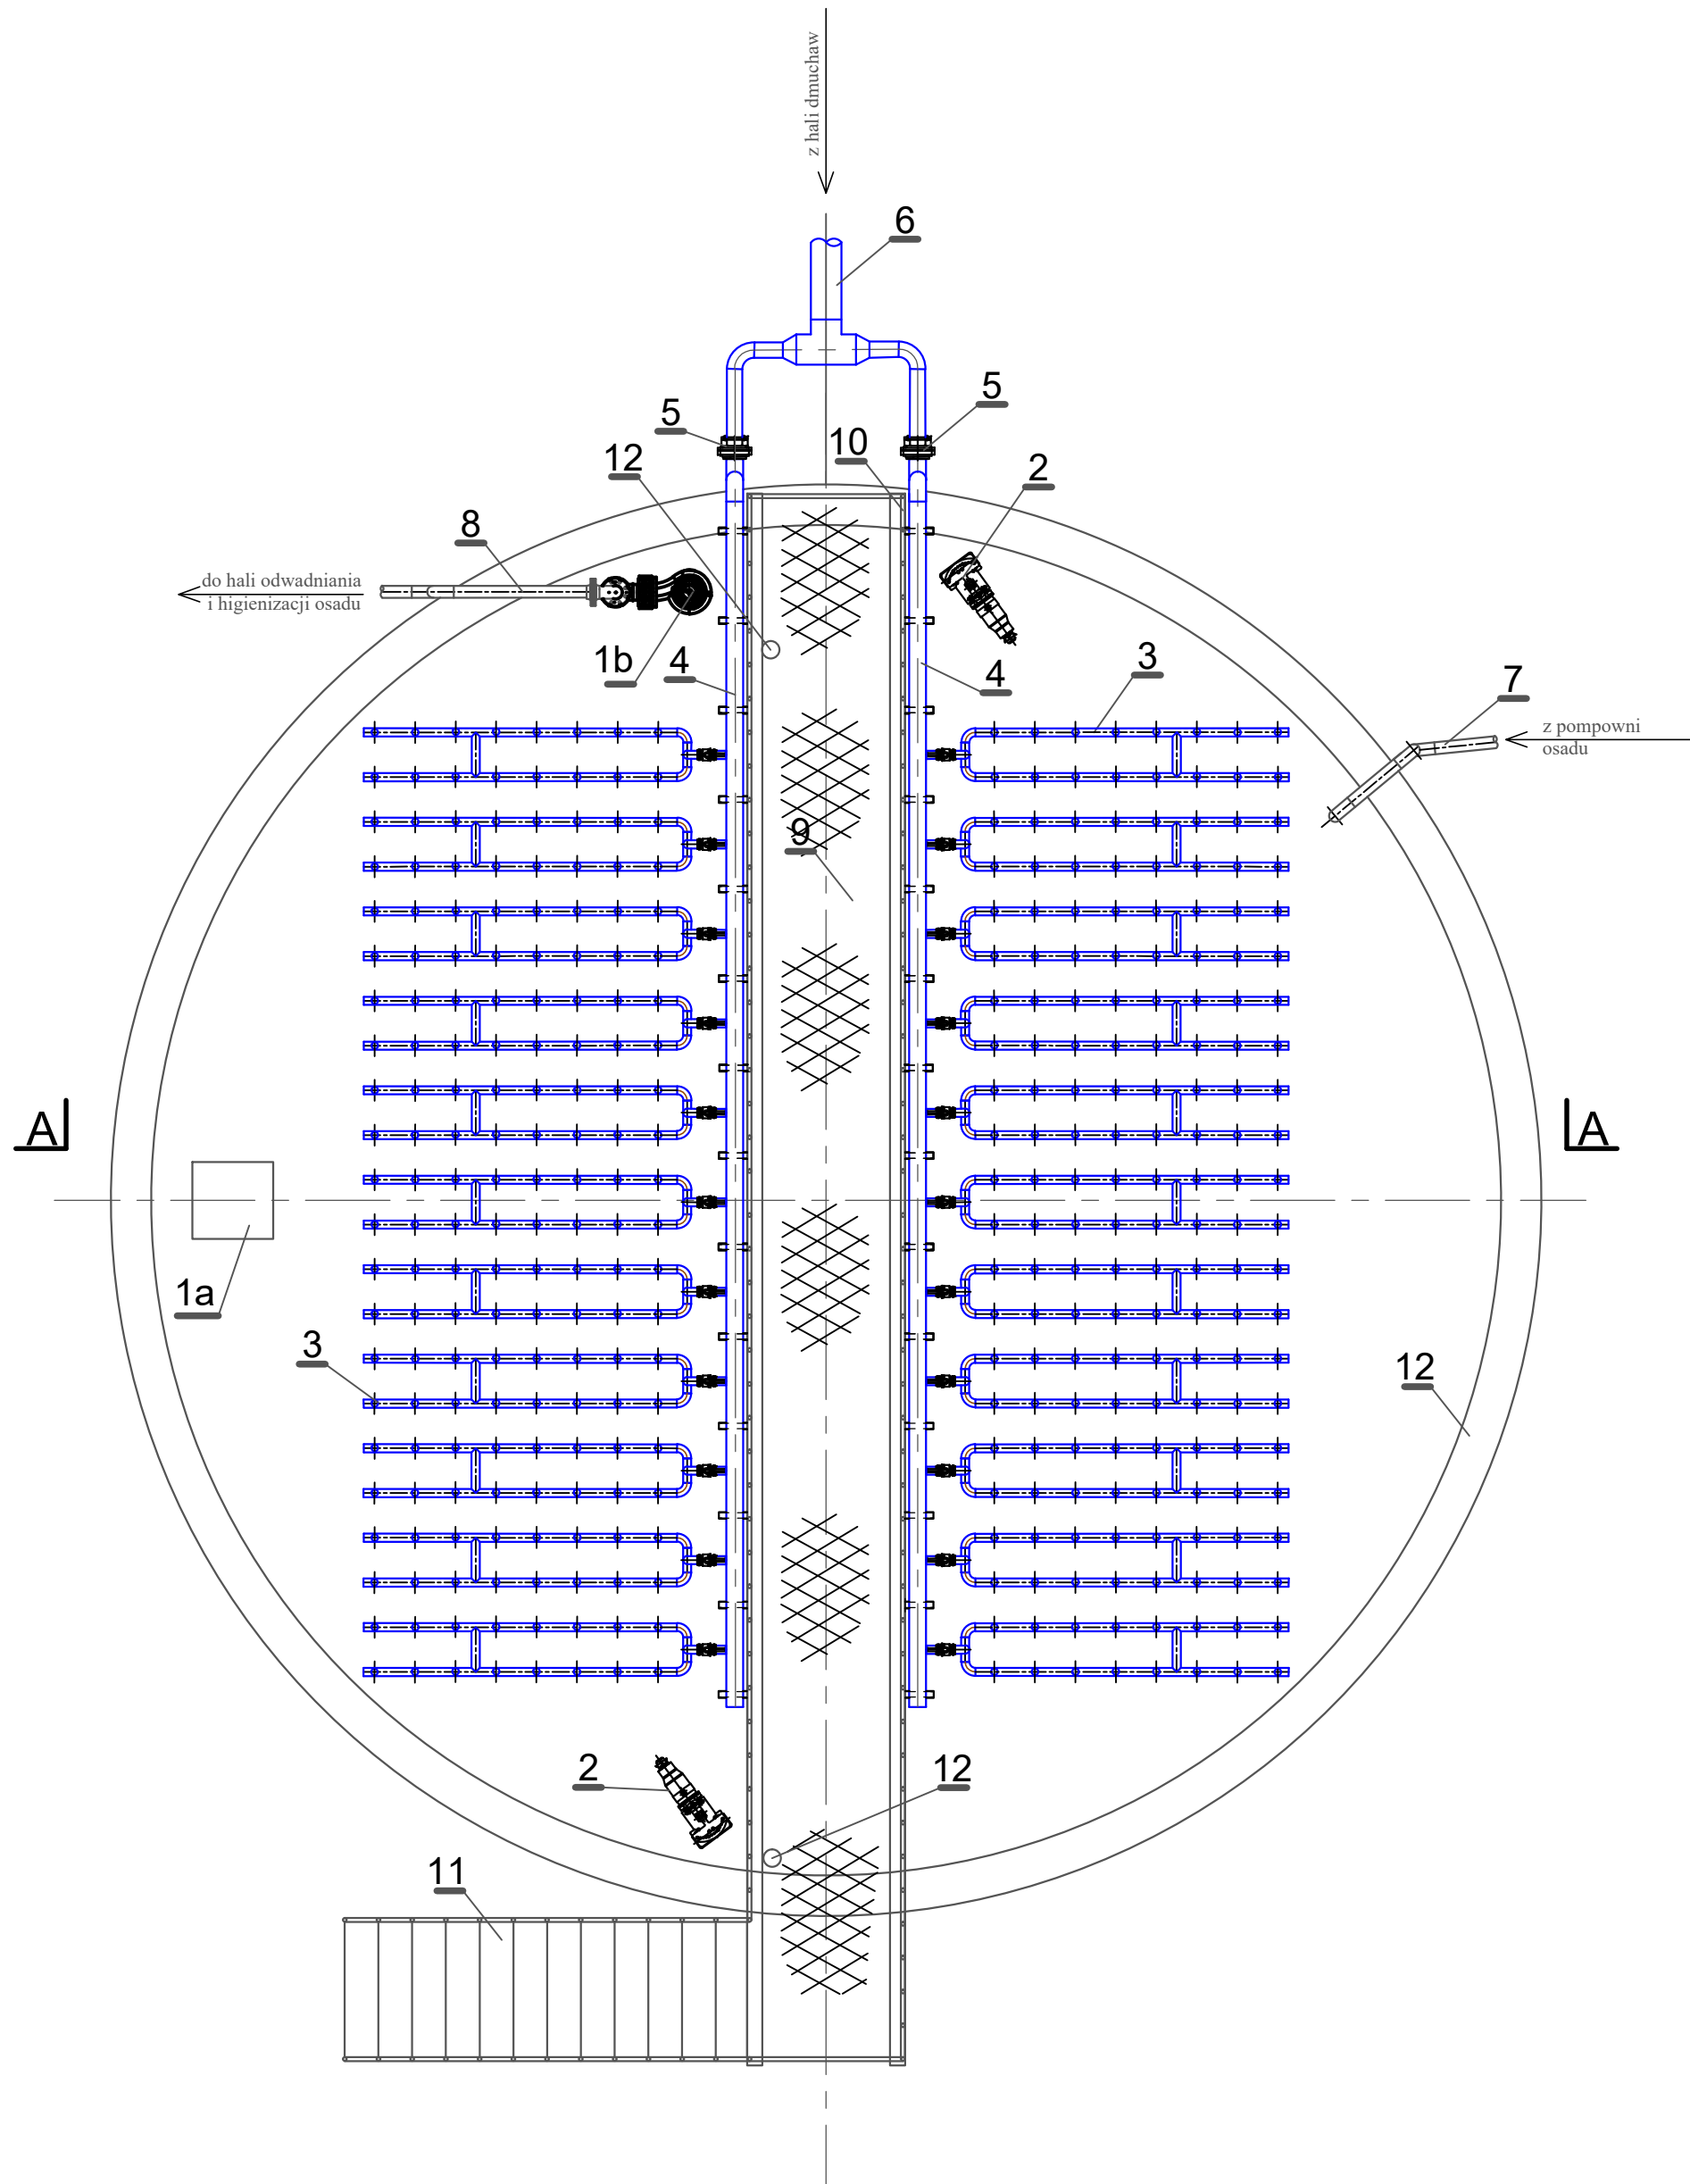 z hali dmuchaw
6
5
5
10
12
2
8
do hali odwadniania
i higienizacji osadu
1b
4
4
3
7
z pompowni
osadu
9
A
A
1a
3
12
2
12
11